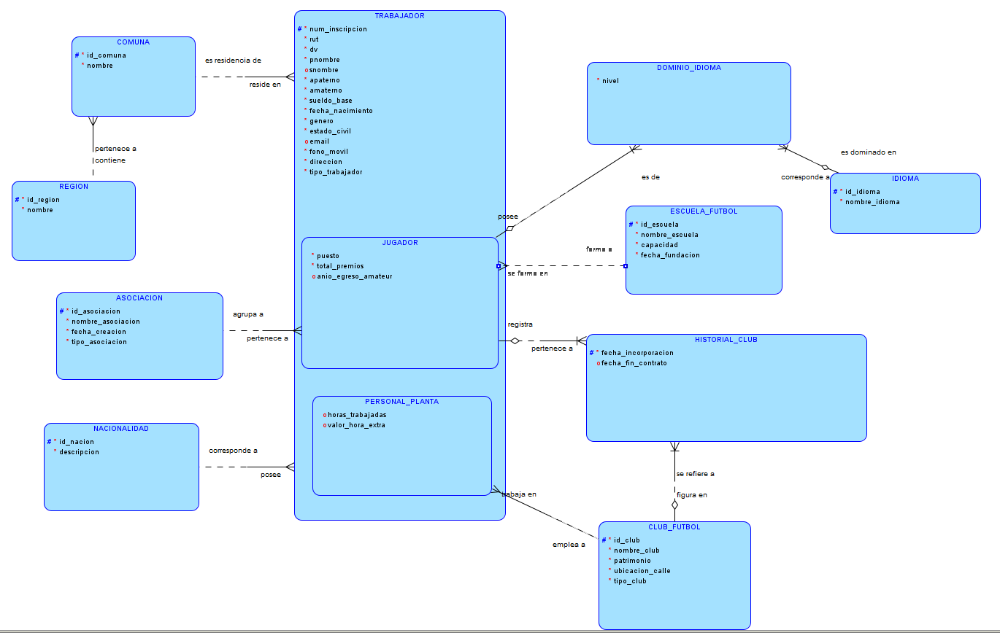 TRABAJADOR
# * num_inscripcion
* rut
* dv
* pnombre
o snombre
* apaterno
* amaterno
* sueldo_base
* fecha_nacimiento
* genero
* estado_civil
o email
* fono_movil
* direccion
* tipo_trabajador
COMUNA
# * id_comuna
* nombre
es residencia de
reside en
pertenece a
contiene
REGION
# * id_region
* nombre
DOMINIO_IDIOMA
* nivel
es dominado en
corresponde a
IDIOMA
# * id_idioma
* nombre_idioma
es de
posee
ESCUELA_FUTBOL
# * id_escuela
* nombre_escuela
* capacidad
* fecha_fundacion
forma a
se forma en
JUGADOR
* puesto
* total_premios
o anio_egreso_amateur
ASOCIACION
# * id_asociacion
* nombre_asociacion
* fecha_creacion
* tipo_asociacion
agrupa a
pertenece a
registra
pertenece a
HISTORIAL_CLUB
# * fecha_incorporacion
o fecha_fin_contrato
PERSONAL_PLANTA
o horas_trabajadas
o valor_hora_extra
NACIONALIDAD
# * id_nacion
* descripcion
corresponde a
posee
se refiere a
figura en
trabaja en
emplea a
CLUB_FUTBOL
# * id_club
* nombre_club
* patrimonio
* ubicacion_calle
* tipo_club